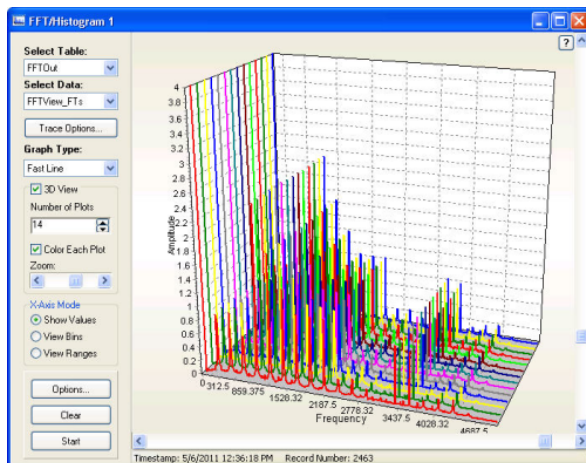 FFT/Histogram 1
Select Table:
FFTOut
Select Data:
FFTView_FTs
Trace Options...
Graph Type:
Fast Line
3D View
Number of Plots
14
Color Each Plot
Zoom:
X-Axis Mode
Show Values
View Bins
View Ranges
Options...
Clear
Start
?
4
3.8
3.6
3.4
3.2
3
2.8
2.6
2.4
2.2
2
1.8
1.6
1.4
1.2
1
0.8
0.6
0.4
0.2
0
Amplitude
0
312.5
859.375
1528.32
2187.5
2778.32
3437.5
4028.32
4687.5
Frequency
Timestamp: 5/6/2011 12:36:18 PM Record Number: 2463